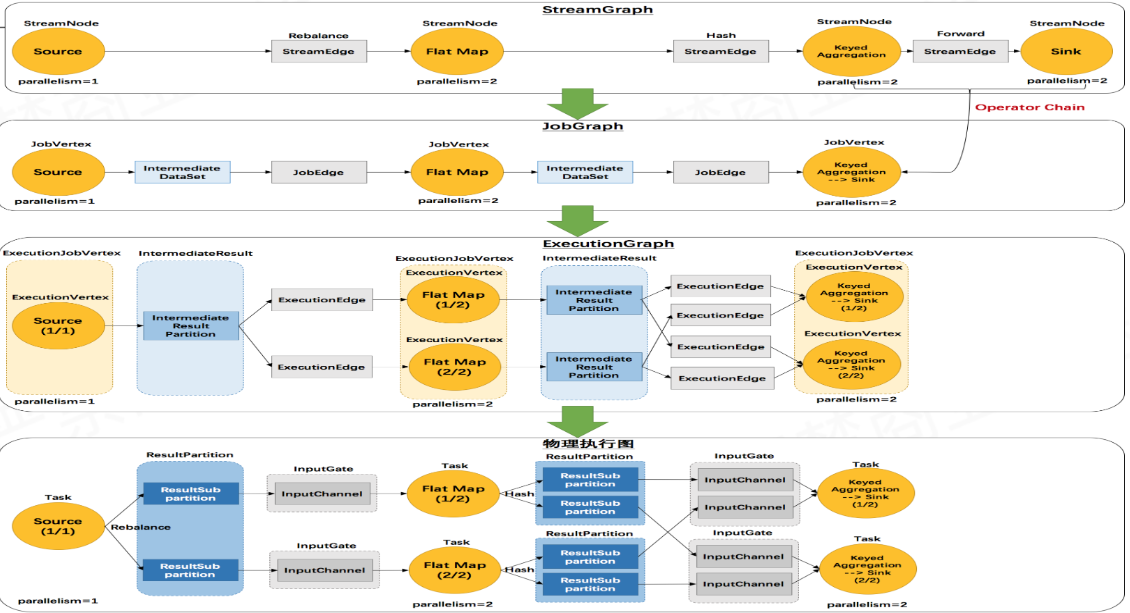 StreamGraph
StreamNode
StreamNode
StreamNode
StreamNode
Rebalance
Hash
Forward
Source
StreamEdge
Flat Map
StreamEdge
Keyed
Aggregation
StreamEdge
Sink
parallelism=1
parallelism=2
parallelism=2
parallelism=2
Operator Chain
JobGraph
JobVertex
JobVertex
JobVertex
Source
Intermediate
DataSet
JobEdge
Flat Map
Intermediate
DataSet
JobEdge
Keyed
Aggregation
---> Sink
parallelism=1
parallelism=2
parallelism=2
ExecutionGraph
ExecutionJobVertex
IntermediateResult
ExecutionJobVertex
IntermediateResult
ExecutionJobVertex
ExecutionVertex
Source
(1/1)
Intermediate
Result
Partition
ExecutionEdge
ExecutionEdge
ExecutionVertex
Flat Map
(1/2)
ExecutionVertex
Flat Map
(2/2)
Intermediate
Result
Partition
Intermediate
Result
Partition
ExecutionEdge
ExecutionEdge
ExecutionEdge
ExecutionEdge
ExecutionVertex
Keyed
Aggregation
---> Sink
(1/2)
ExecutionVertex
Keyed
Aggregation
---> Sink
(2/2)
parallelism=1
parallelism=2
parallelism=2
物理执行图
ResultPartition
InputGate
Task
ResultPartition
InputGate
Task
Task
Source
(1/1)
Rebalance
ResultSub
partition
ResultSub
partition
InputChannel
InputGate
InputChannel
Flat Map
(1/2)
Hash
Task
Flat Map
(2/2)
Hash
ResultSub
partition
ResultSub
partition
ResultPartition
ResultSub
partition
ResultSub
partition
InputChannel
InputChannel
InputGate
InputChannel
InputChannel
Keyed
Aggregation
---> Sink
(1/2)
Task
Keyed
Aggregation
---> Sink
(2/2)
parallelism=1
parallelism=2
parallelism=2